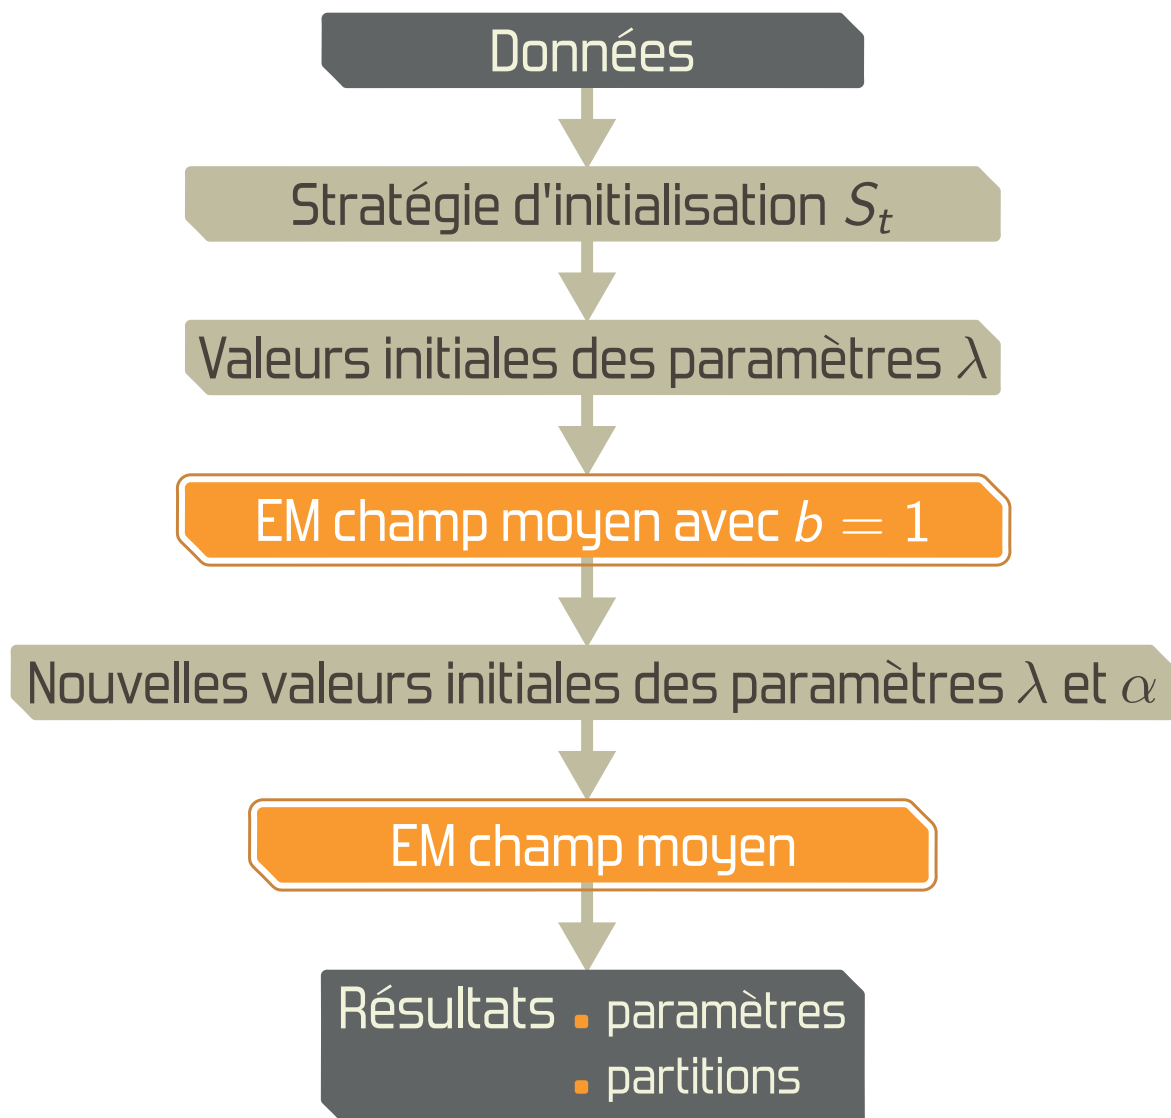 Données
Stratégie d'initialisation S_t
Valeurs initiales des paramètres λ
EM champ moyen avec b = 1
Nouvelles valeurs initiales des paramètres λ et α
EM champ moyen
Résultats ▪ paramètres
▪ partitions